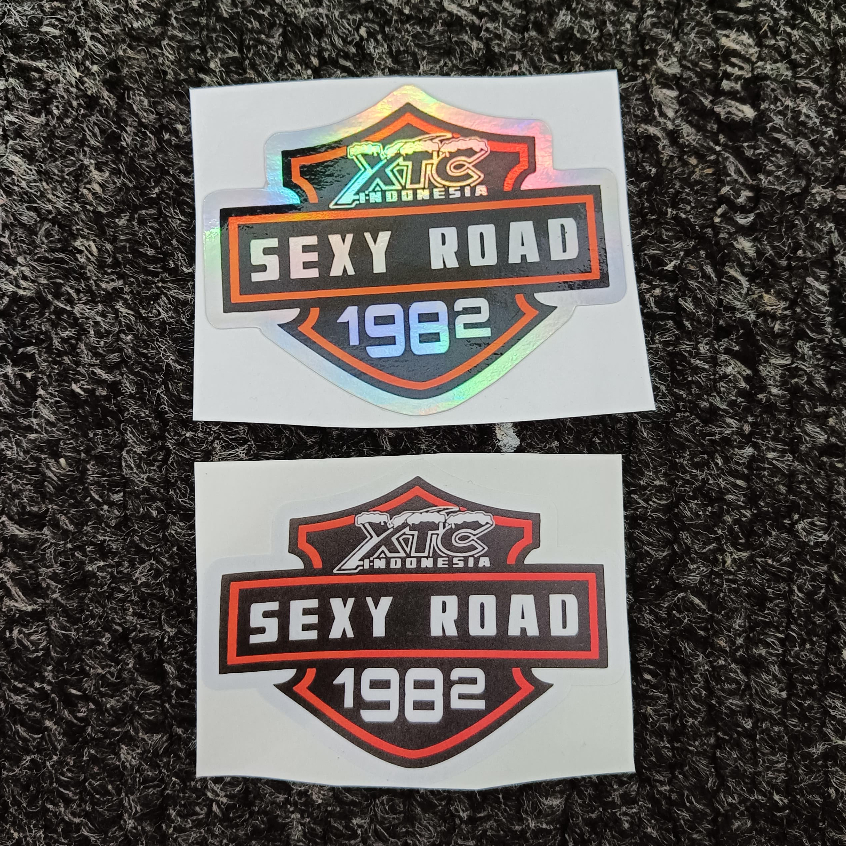 XTC
INDONESIA
SEXY ROAD
1982
XTC
INDONESIA
SEXY ROAD
1982